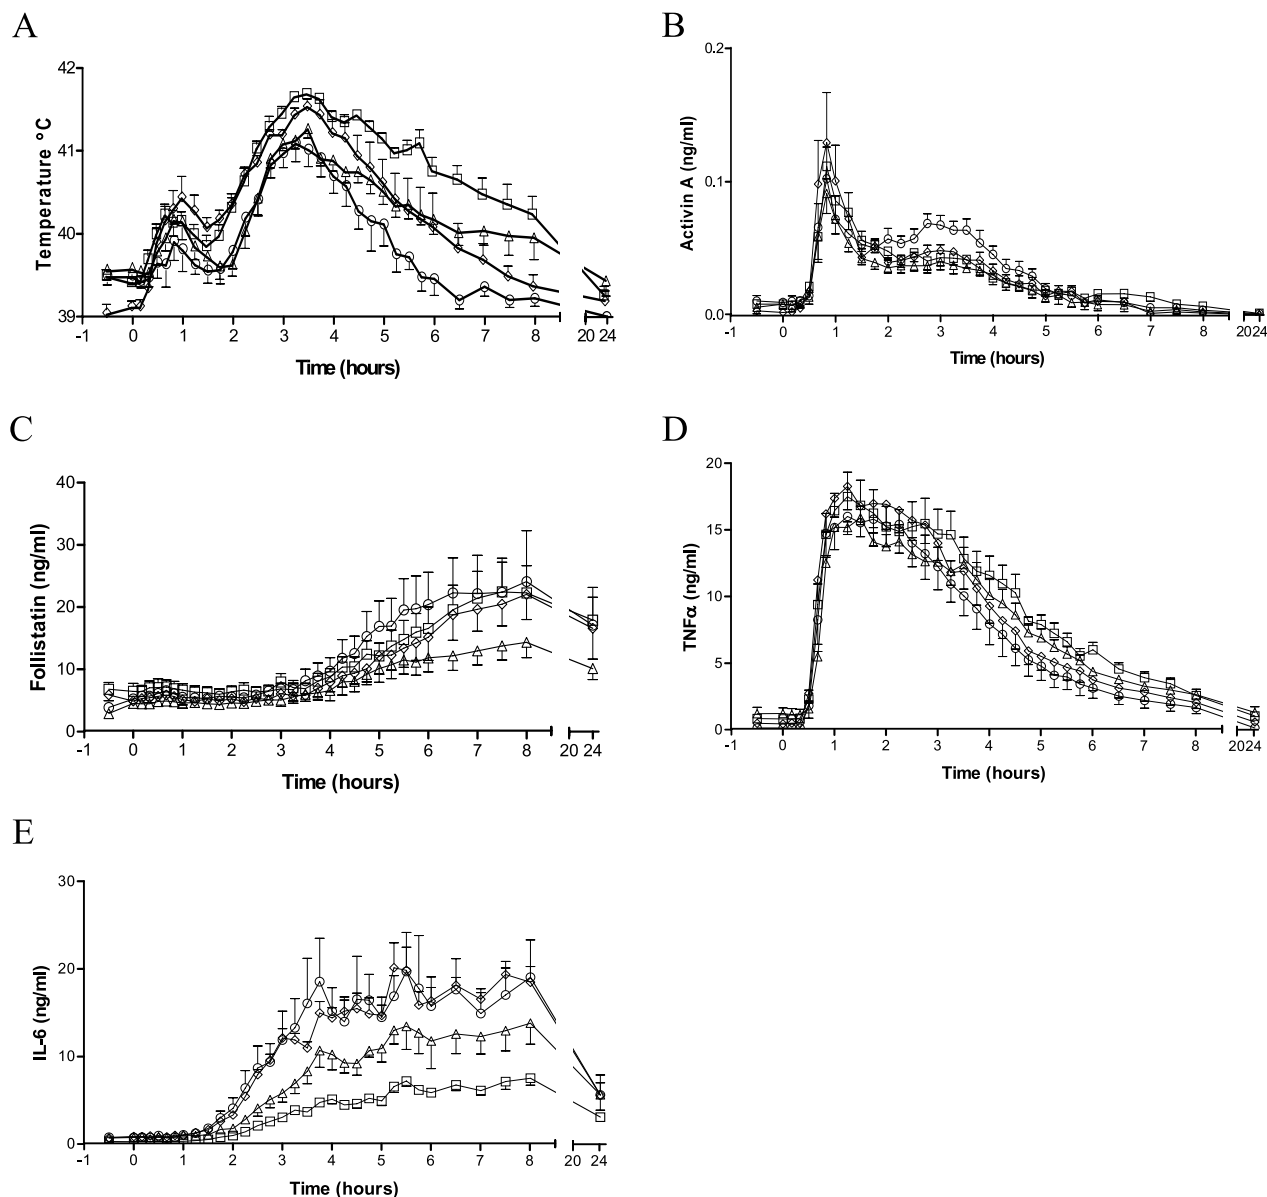 A
Temperature °C
42
41
40
39
-1 0 1 2 3 4 5 6 7 8 20 24
Time (hours)
B
Activin A (ng/ml)
0.2
0.1
0.0
-1 0 1 2 3 4 5 6 7 8 2024
Time (hours)
C
Follistatin (ng/ml)
40
30
20
10
0
-1 0 1 2 3 4 5 6 7 8 20 24
Time (hours)
D
TNFα (ng/ml)
20
15
10
5
0
-1 0 1 2 3 4 5 6 7 8 2024
Time (hours)
E
IL-6 (ng/ml)
30
20
10
0
-1 0 1 2 3 4 5 6 7 8 20 24
Time (hours)